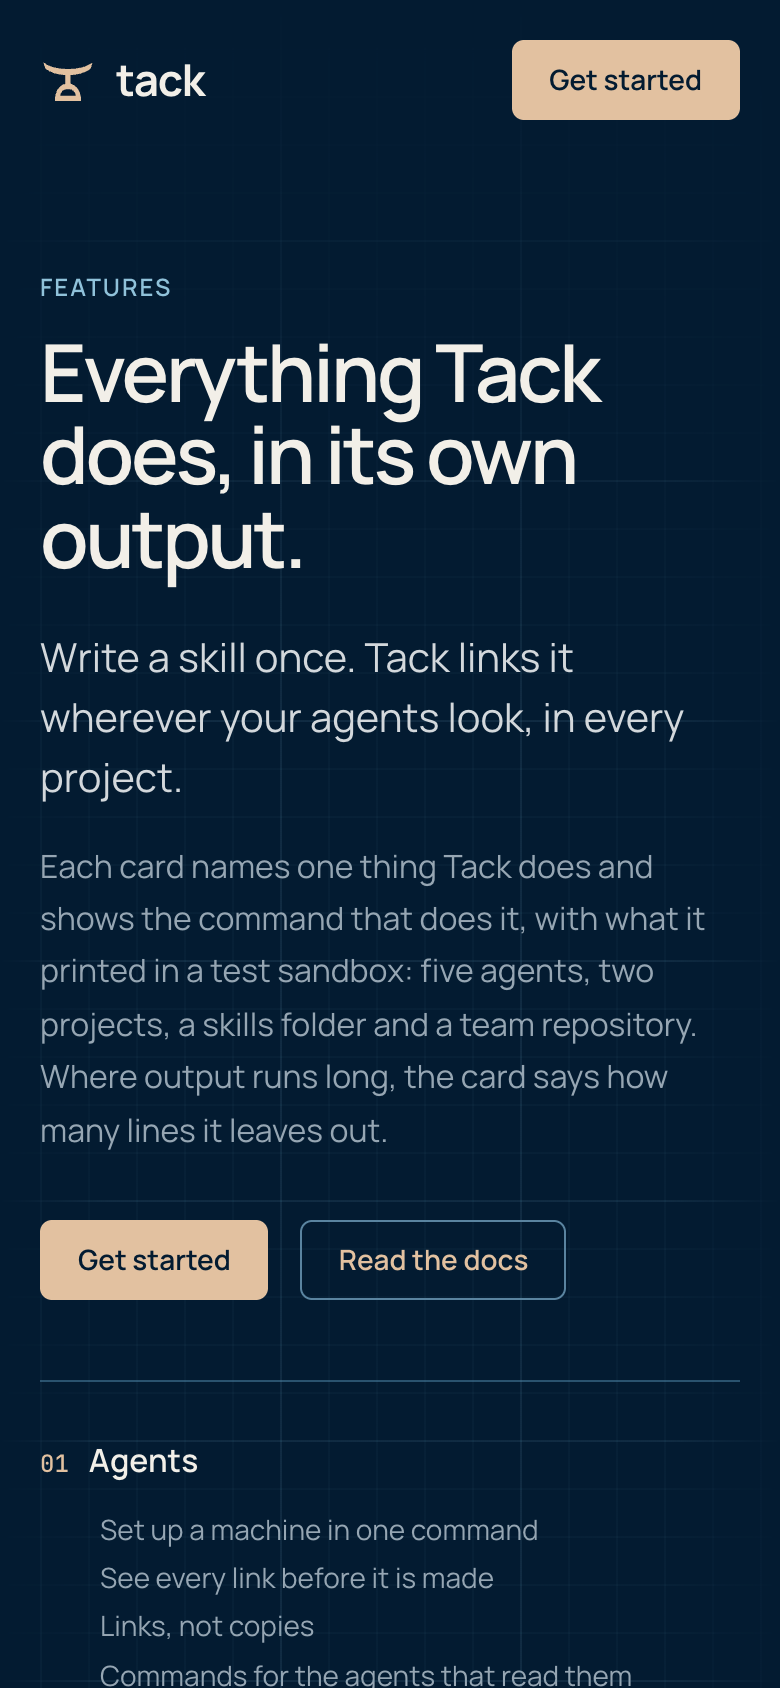 tack
Get started
FEATURES
Everything Tack
does, in its own
output.
Write a skill once. Tack links it
wherever your agents look, in every
project.
Each card names one thing Tack does and
shows the command that does it, with what it
printed in a test sandbox: five agents, two
projects, a skills folder and a team repository.
Where output runs long, the card says how
many lines it leaves out.
Get started
Read the docs
01 Agents
Set up a machine in one command
See every link before it is made
Links, not copies
Commands for the agents that read them